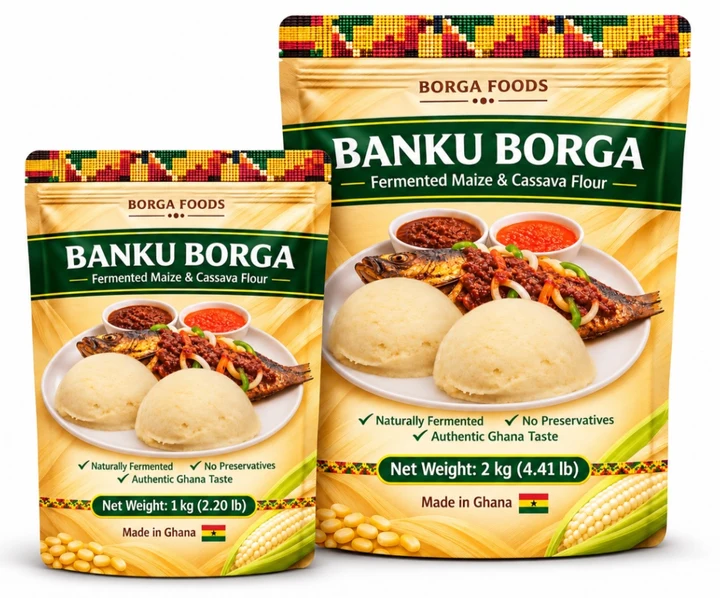 BORGA FOODS
BANKU BORGA
Fermented Maize & Cassava Flour
✓ Naturally Fermented ✓ No Preservatives
✓ Authentic Ghana Taste
Net Weight: 1 kg (2.20 lb)
Made in Ghana
BORGA FOODS
BANKU BORGA
Fermented Maize & Cassava Flour
✓ Naturally Fermented ✓ No Preservatives
✓ Authentic Ghana Taste
Net Weight: 2 kg (4.41 lb)
Made in Ghana